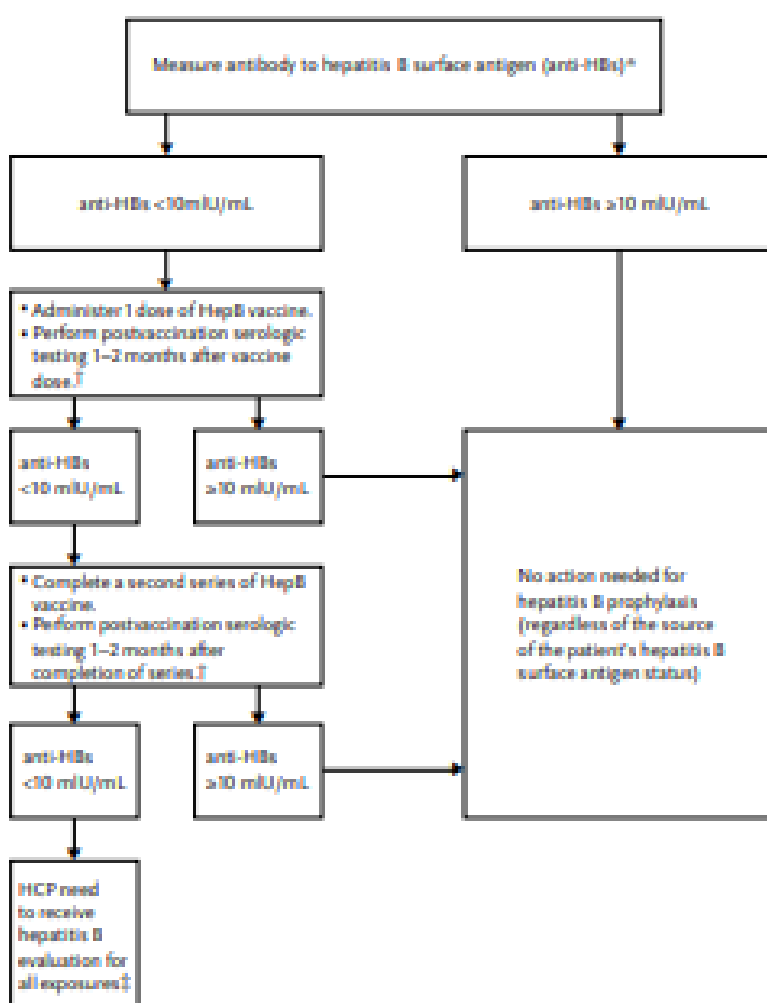 Measure antibody to hepatitis B surface antigen (anti-HBs)*
anti-HBs <10mIU/mL
anti-HBs ≥10 mIU/mL
• Administer 1 dose of HepB vaccine.
• Perform postvaccination serologic
testing 1–2 months after vaccine
dose.†
anti-HBs
<10 mIU/mL
anti-HBs
≥10 mIU/mL
• Complete a second series of HepB
vaccine.
• Perform postvaccination serologic
testing 1–2 months after
completion of series.‡
No action needed for
hepatitis B prophylasis
(regardless of the source
of the patient's hepatitis B
surface antigen status)
anti-HBs
<10 mIU/mL
anti-HBs
≥10 mIU/mL
HCP need
to receive
hepatitis B
evaluation for
all exposures‡